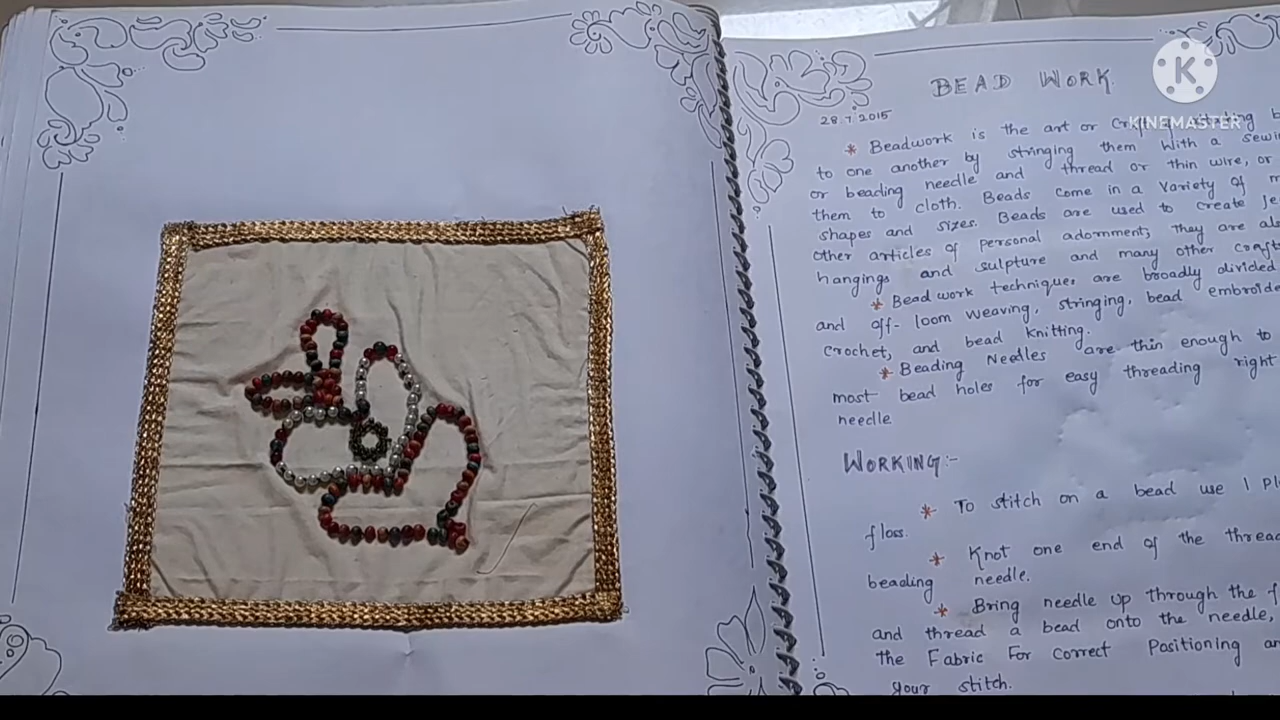 BEAD WORK.
28.7.2015
K
KINEMASTER
* Beadwork is the art or craft of
to one another by stringing them with a
or beading needle and thread or thin wire, or
them to cloth. Beads come in a variety of
shapes and sizes. Beads are used to create
other articles of personal adornment; they are
hangings and sulpture and many other
* Bead work techniques are broadly divided
and off-loom weaving, stringing, bead
Crochet, and bead knitting.
* Beading Needles are thin enough to
most bead holes for easy threading right
needle
WORKING:-
* To stitch on a bead use 1
floss.
* Knot one end of the
beading needle.
* Bring needle up through the
and thread a bead onto the needle,
the Fabric For Correct Positioning
your stitch.